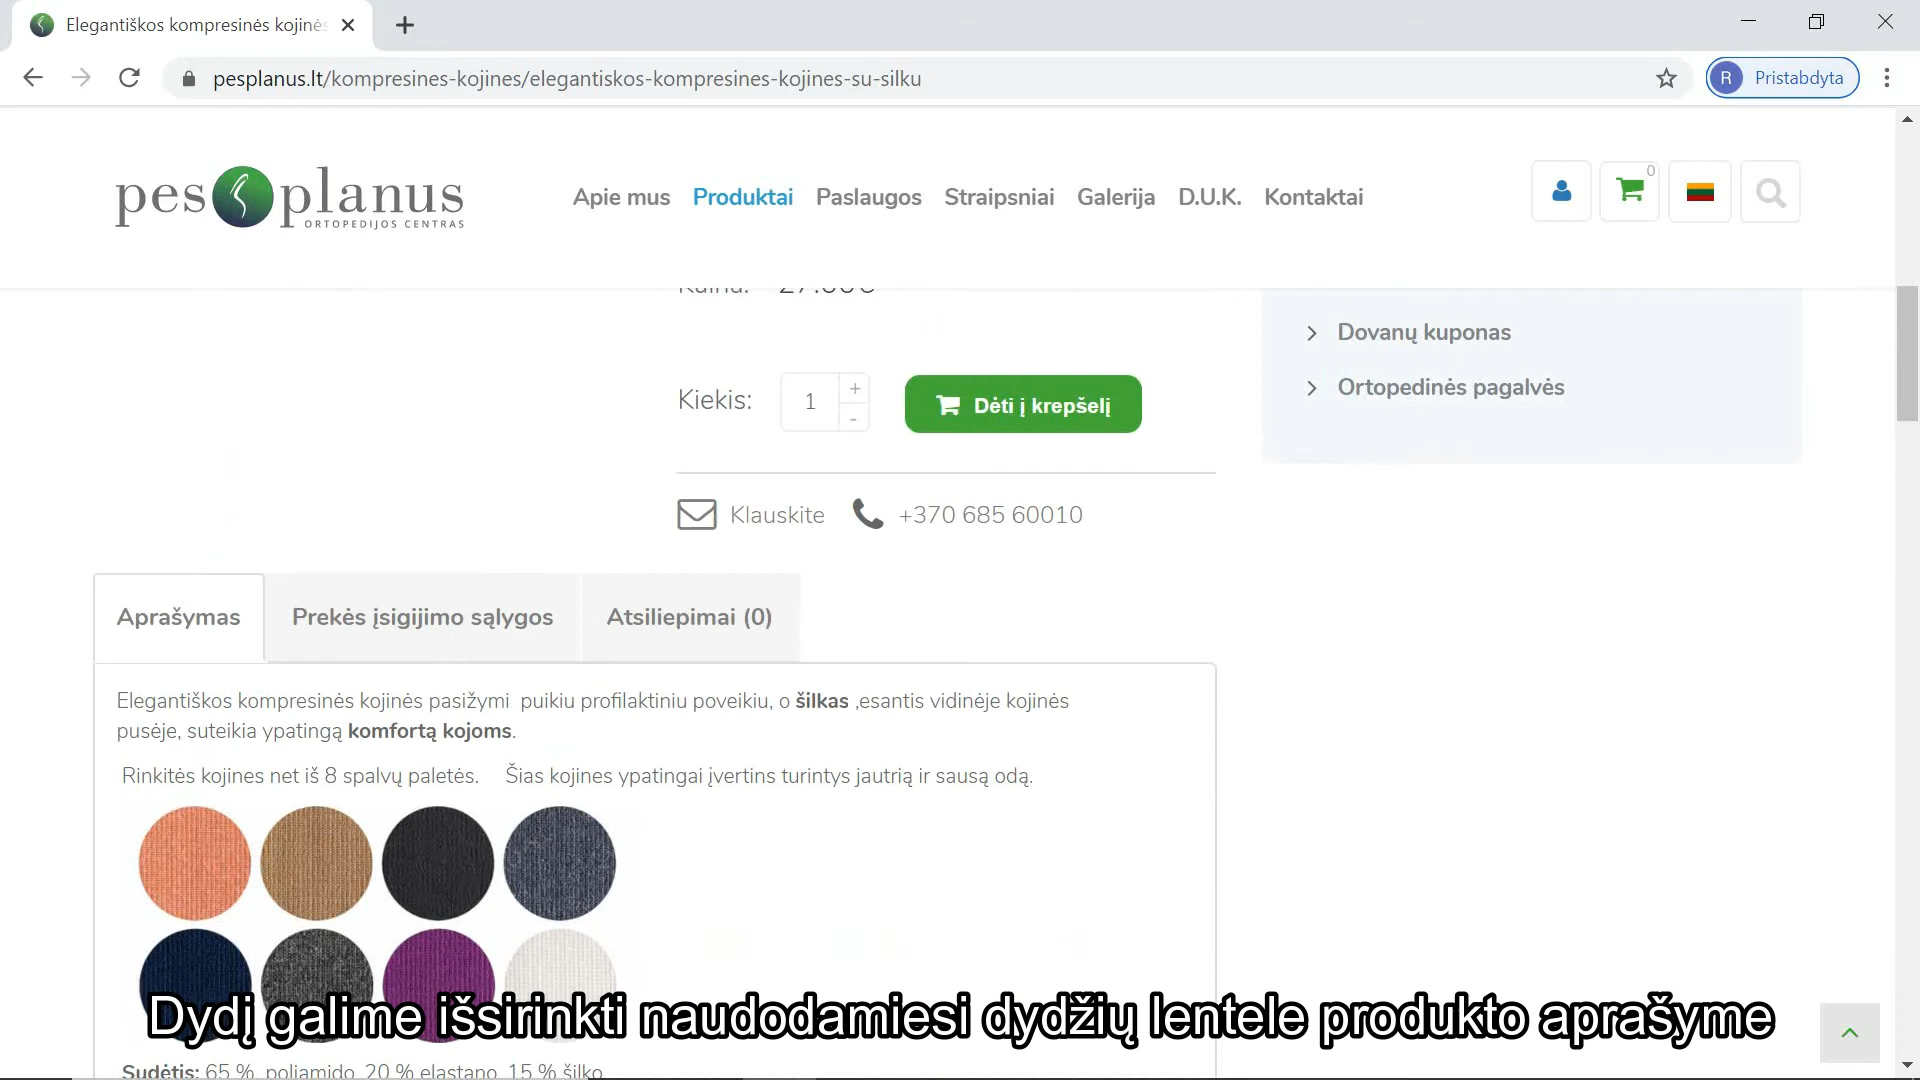 Elegantiškos kompresinės kojinės
pesplanus.lt/kompresines-kojines/elegantiskos-kompresines-kojines-su-silku
R Pristabdyta
pes planus
ORTOPEDIJOS CENTRAS
Apie mus Produktai Paslaugos Straipsniai Galerija D.U.K. Kontaktai
0
Dovanų kuponas
Ortopedinės pagalvės
Kiekis: 1 + - Dėti į krepšelį
Klauskite +370 685 60010
Aprašymas Prekės įsigijimo sąlygos Atsiliepimai (0)
Elegantiškos kompresinės kojinės pasižymi puikiu profilaktiniu poveikiu, o šilkas ,esantis vidinėje kojinės
pusėje, suteikia ypatingą komfortą kojoms.
Rinkitės kojines net iš 8 spalvų paletės. Šias kojines ypatingai įvertins turintys jautrią ir sausą odą.
Dydį galime išsirinkti naudodamiesi dydžių lentele produkto aprašyme
Sudėtis: 65 % poliamido, 20 % elastano, 15 % šilko